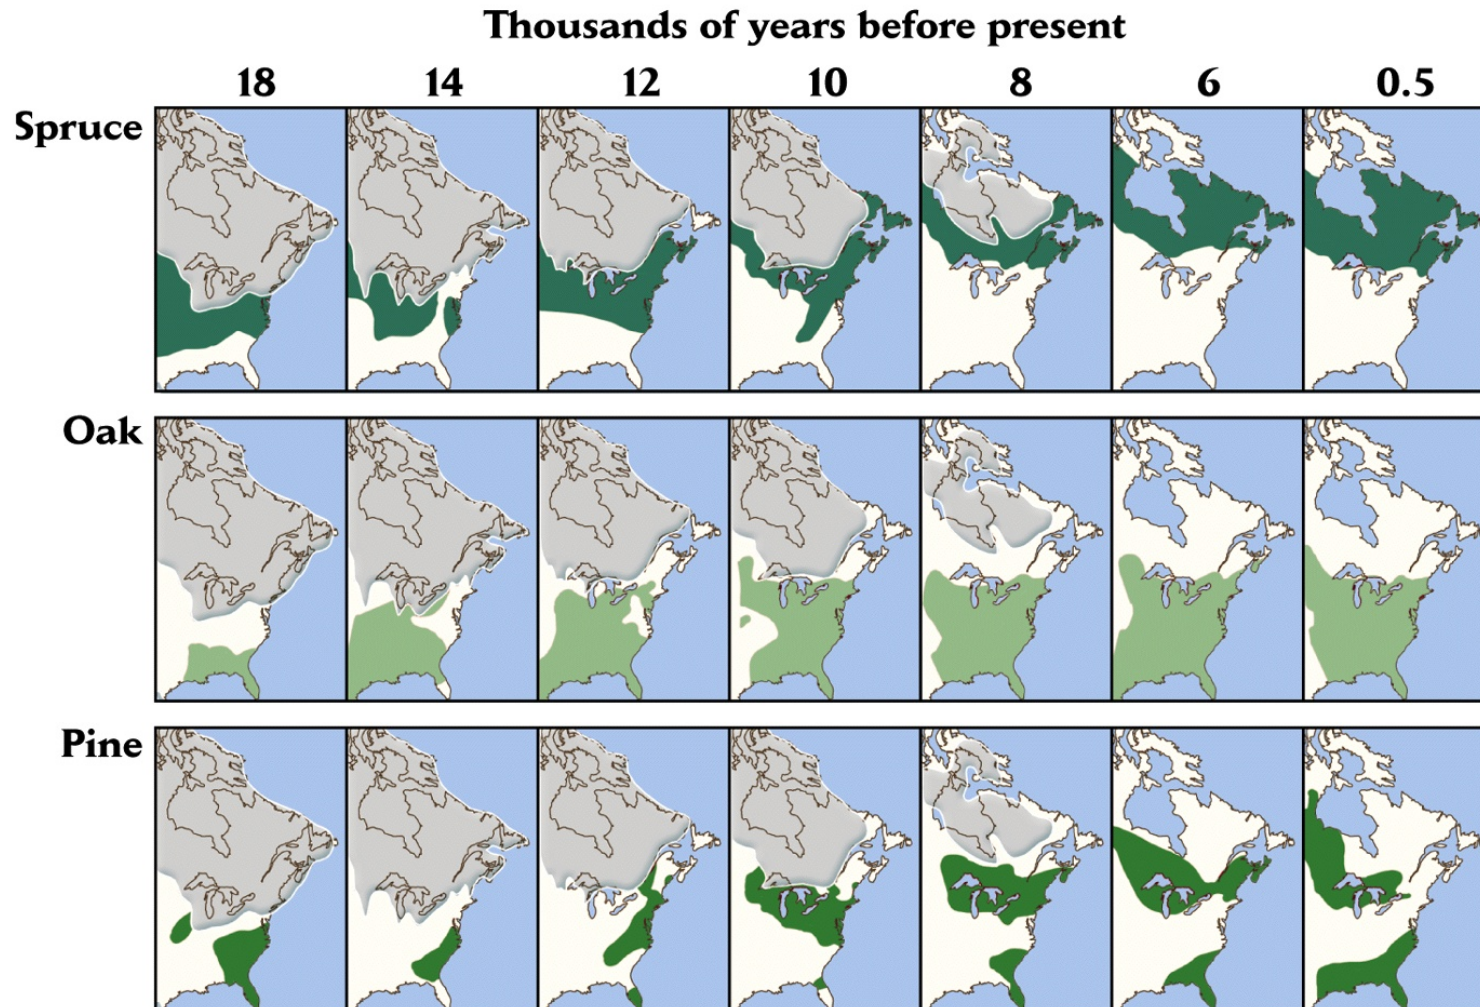 Thousands of years before present
18 14 12 10 8 6 0.5
Spruce
Oak
Pine